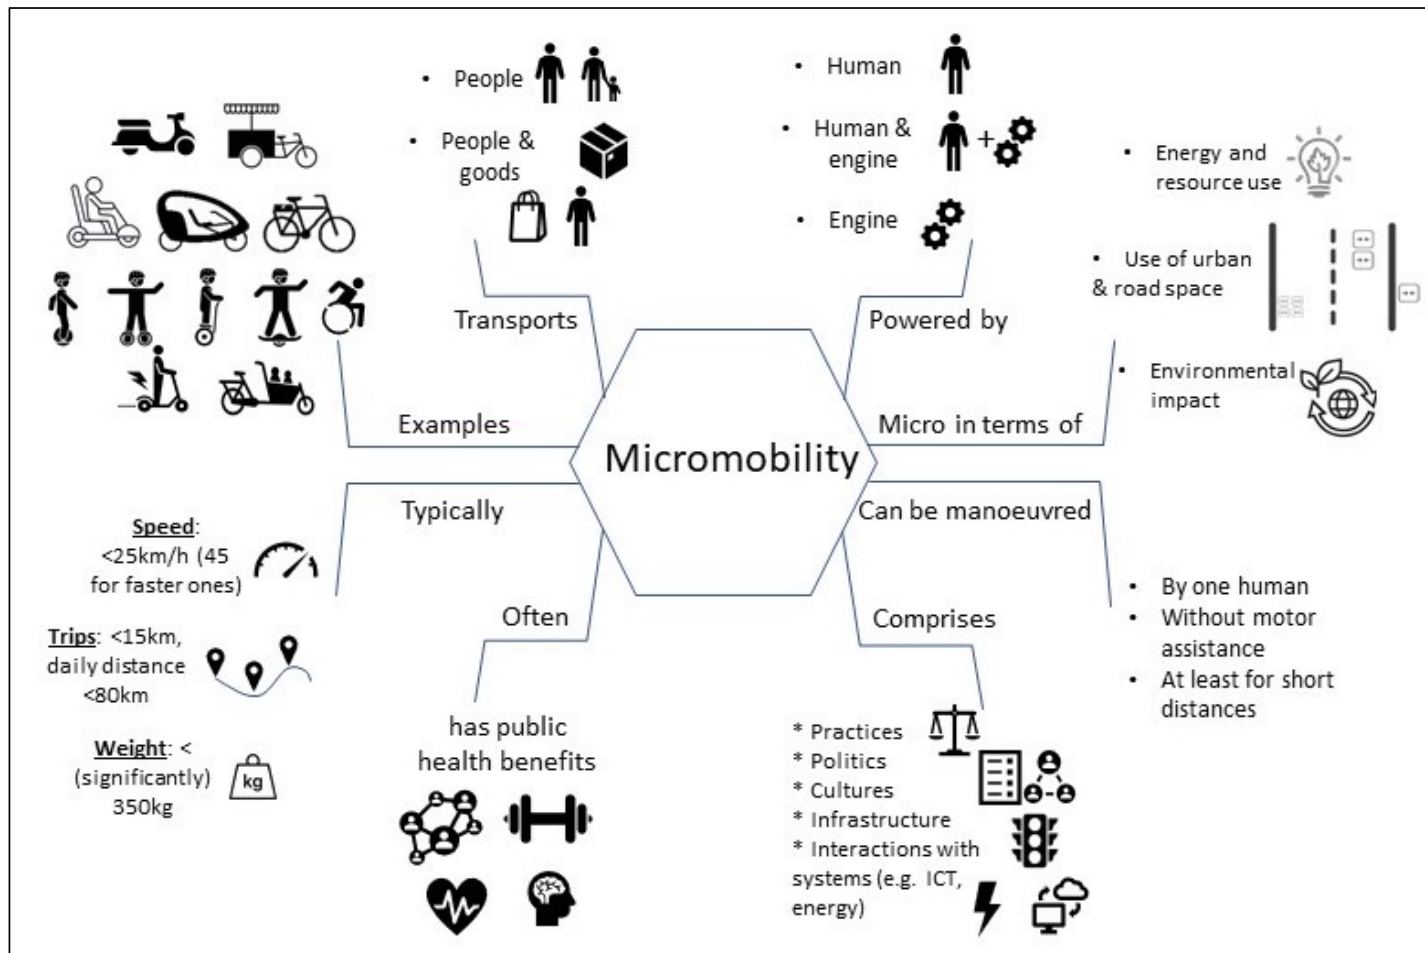 • People
• People &
goods
Transports
• Human
• Human &
engine
• Engine
Powered by
• Energy and
resource use
• Use of urban
& road space
• Environmental
impact
Micro in terms of
Examples
Micromobility
Typically
Speed:
<25km/h (45
for faster ones)
Trips: <15km,
daily distance
<80km
Weight: <
(significantly)
350kg
kg
Often
has public
health benefits
Comprises
* Practices
* Politics
* Cultures
* Infrastructure
* Interactions with
systems (e.g. ICT,
energy)
Can be manoeuvred
• By one human
• Without motor
assistance
• At least for short
distances